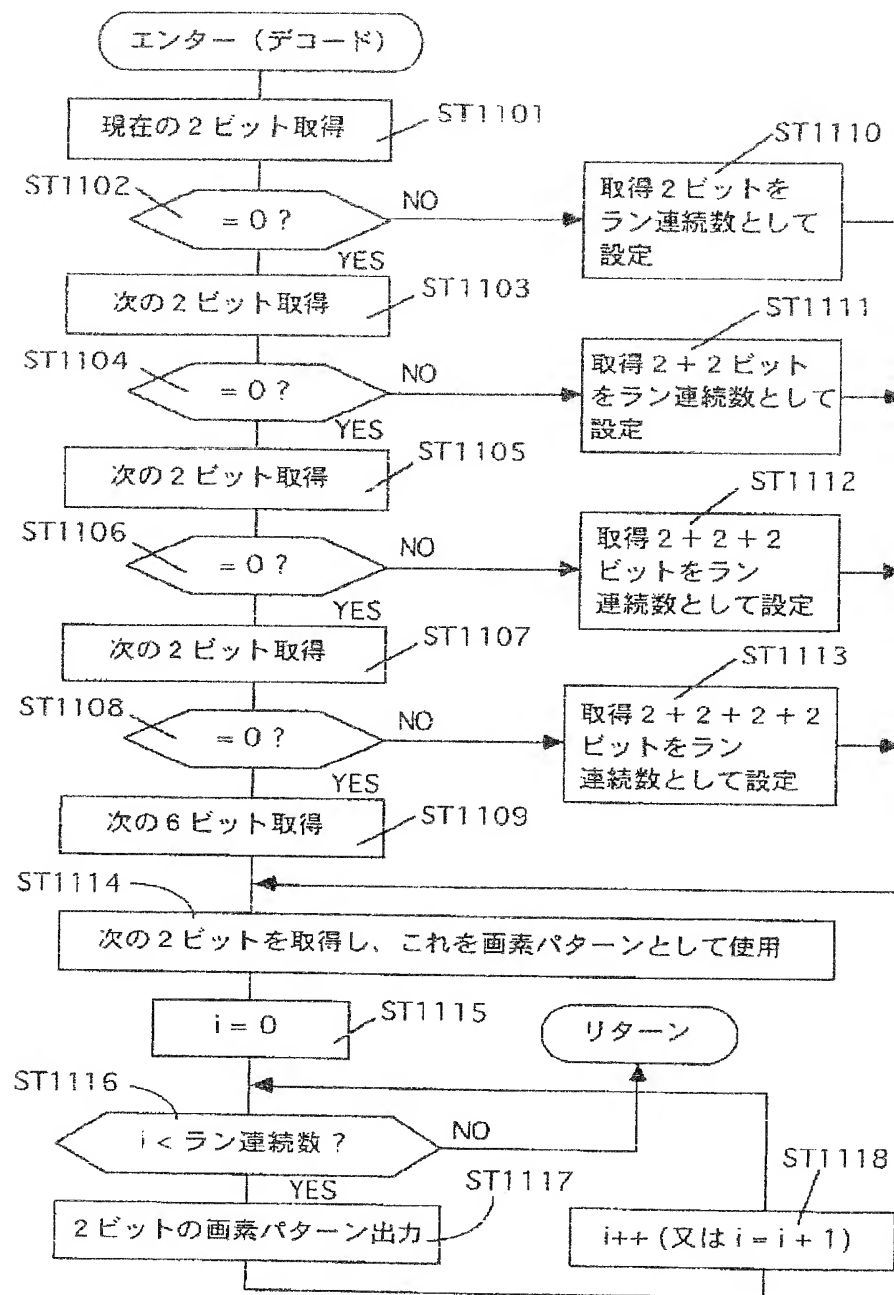 エンター（デコード）
現在の２ビット取得
ST1101
ST1102
＝０？
NO
YES
ST1110
取得２ビットを
ラン連続数として
設定
次の２ビット取得
ST1103
ST1104
＝０？
NO
YES
ST1111
取得２＋２ビット
をラン連続数として
設定
次の２ビット取得
ST1105
ST1106
＝０？
NO
YES
ST1112
取得２＋２＋２
ビットをラン
連続数として設定
次の２ビット取得
ST1107
ST1108
＝０？
NO
YES
ST1113
取得２＋２＋２＋２
ビットをラン
連続数として設定
次の６ビット取得
ST1109
ST1114
次の２ビットを取得し、これを画素パターンとして使用
i＝０
ST1115
リターン
ST1116
i＜ラン連続数？
NO
YES
ST1117
２ビットの画素パターン出力
ST1118
i++（又はi＝i＋１）